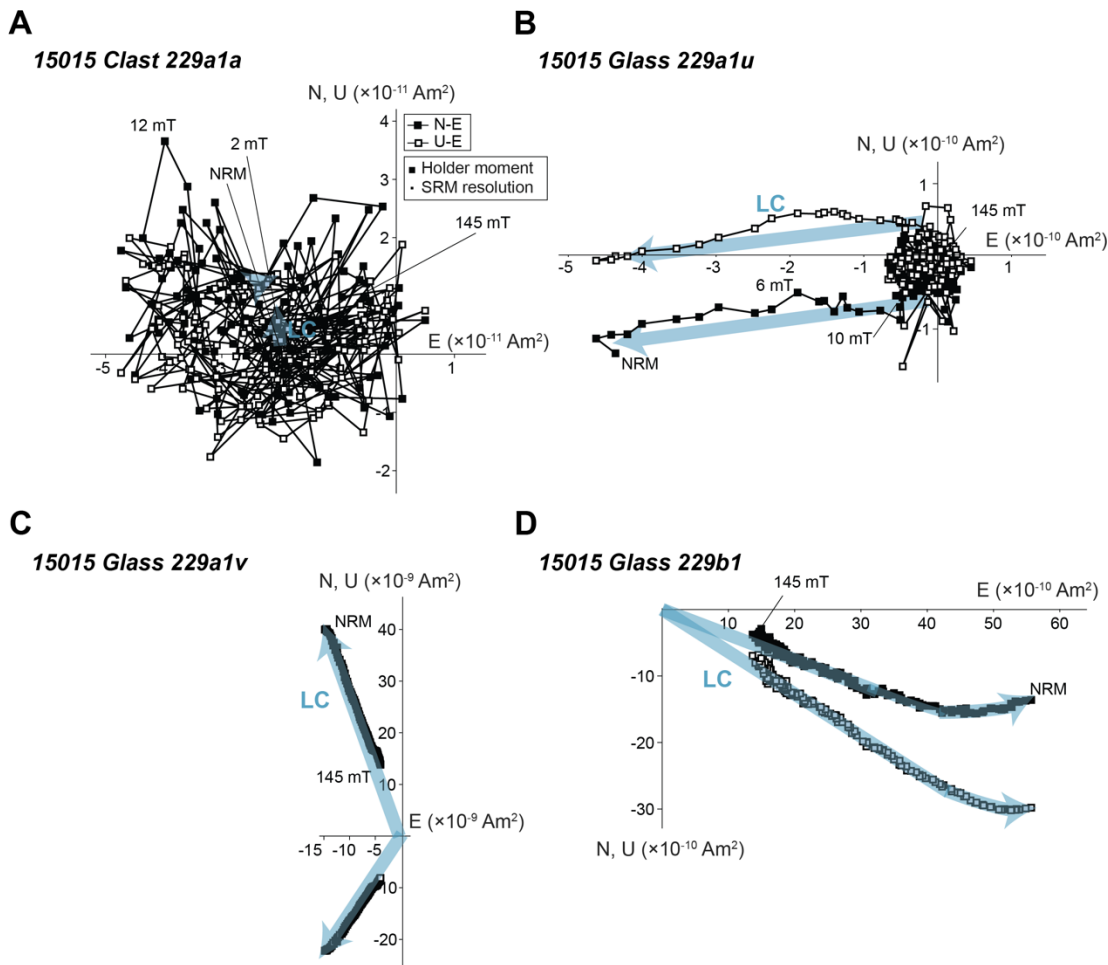 A
15015 Clast 229a1a
N, U (×10⁻¹¹ Am²)
12 mT
2 mT
NRM
4
3
2
N-E
U-E
Holder moment
SRM resolution
145 mT
LC
E (×10⁻¹¹ Am²)
-5
1
-2
B
15015 Glass 229a1u
N, U (×10⁻¹⁰ Am²)
1
LC
145 mT
E (×10⁻¹⁰ Am²)
-5
-4
-3
-2
-1
1
6 mT
10 mT
-1
NRM
C
15015 Glass 229a1v
N, U (×10⁻⁹ Am²)
40
NRM
30
LC
20
145 mT
10
E (×10⁻⁹ Am²)
-15
-10
-5
-10
-20
D
15015 Glass 229b1
145 mT
E (×10⁻¹⁰ Am²)
10
20
30
40
50
60
LC
NRM
-10
-20
-30
N, U (×10⁻¹⁰ Am²)